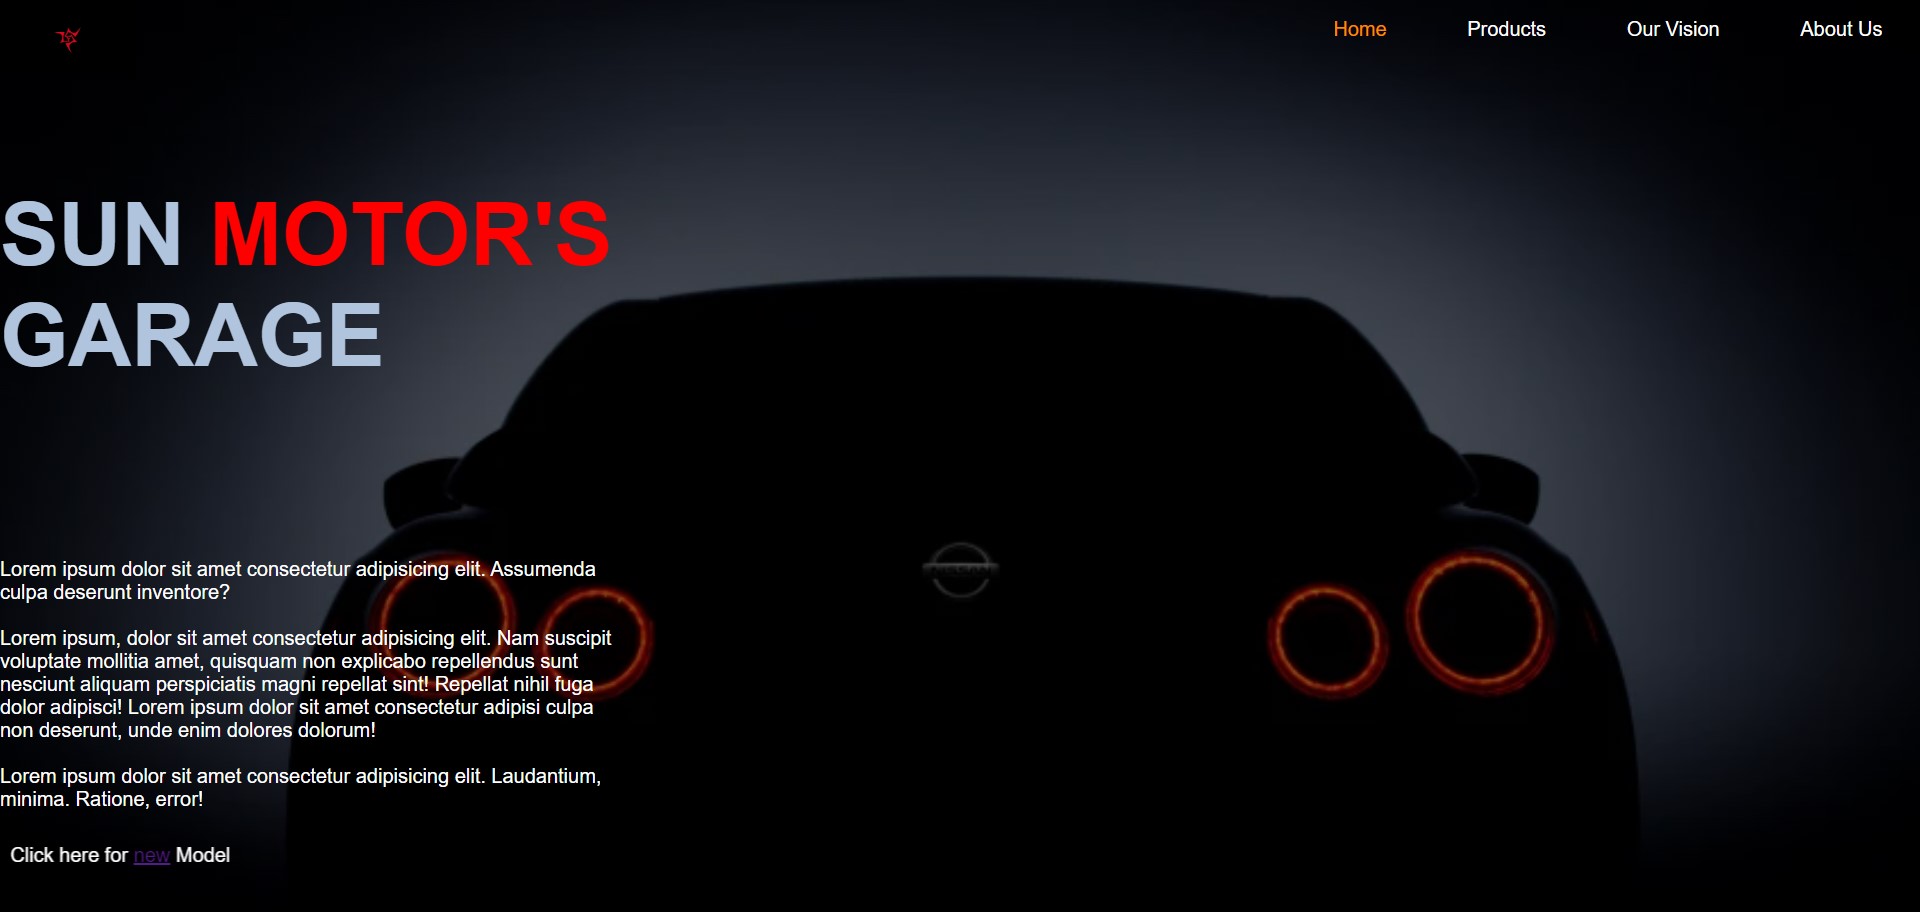 Home Products Our Vision About Us
SUN MOTOR'S
GARAGE
Lorem ipsum dolor sit amet consectetur adipisicing elit. Assumenda
culpa deserunt inventore?
Lorem ipsum, dolor sit amet consectetur adipisicing elit. Nam suscipit
voluptate mollitia amet, quisquam non explicabo repellendus sunt
nesciunt aliquam perspiciatis magni repellat sint! Repellat nihil fuga
dolor adipisci! Lorem ipsum dolor sit amet consectetur adipisi culpa
non deserunt, unde enim dolores dolorum!
Lorem ipsum dolor sit amet consectetur adipisicing elit. Laudantium,
minima. Ratione, error!
Click here for new Model